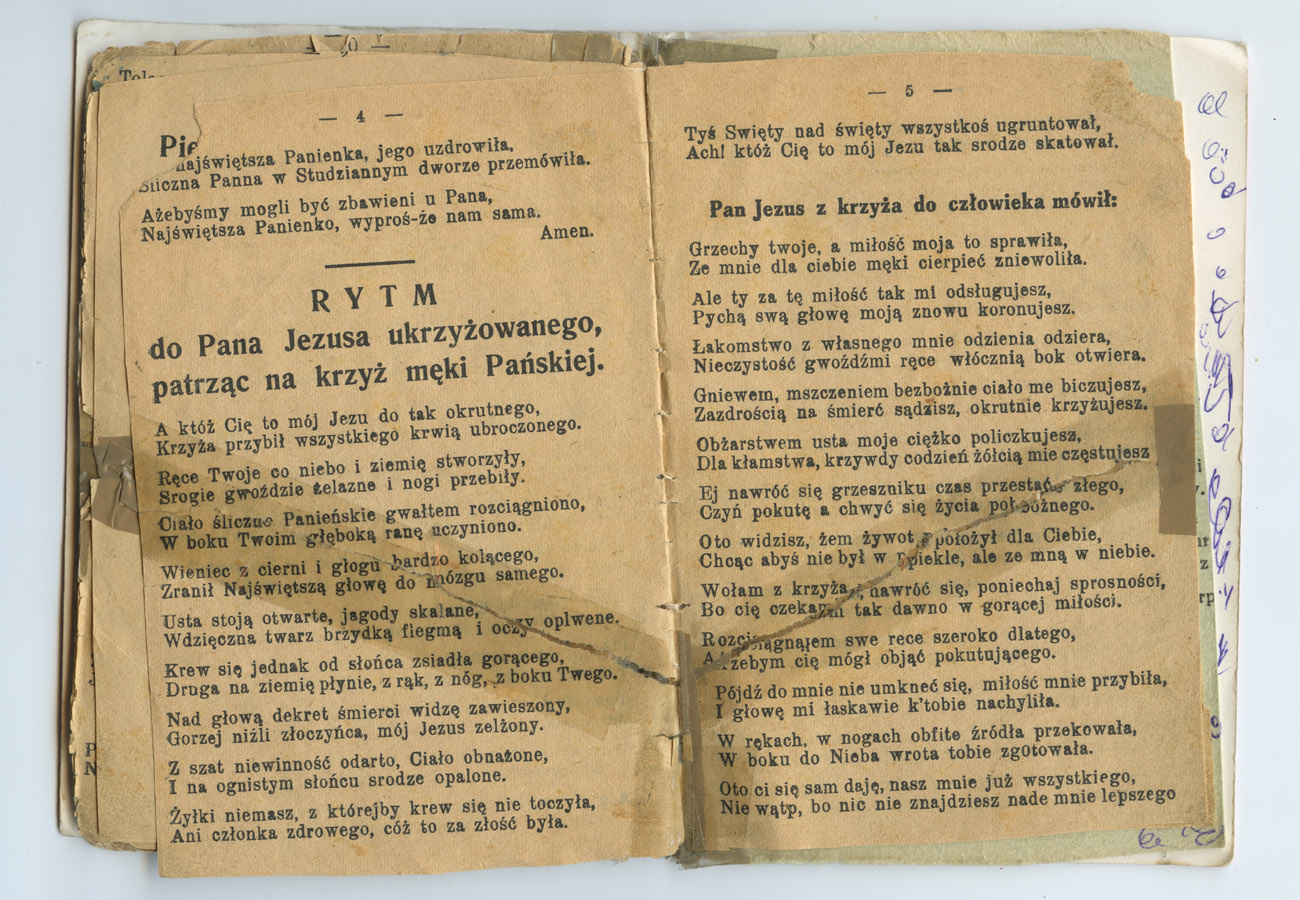 — 4 —
Pie
najświętsza Panienka, jego uzdrowiła,
Śliczna Panna w Studziannym dworze przemówiła.
Ażebyśmy mogli być zbawieni u Pana,
Najświętsza Panienko, wyproś-że nam sama.
Amen.
RYTM
do Pana Jezusa ukrzyżowanego,
patrząc na krzyż męki Pańskiej.
A któż Cię to mój Jezu do tak okrutnego,
Krzyża przybił wszystkiego krwią ubroczonego.
Ręce Twoje co niebo i ziemię stworzyły,
Srogie gwoździe żelazne i nogi przebiły.
Ciało śliczne Panieńskie gwałtem rozciągniono,
W boku Twoim głęboką ranę uczyniono.
Wieniec z cierni i głogu bardzo kolącego,
Zranił Najświętszą głowę do mózgu samego.
Usta stoją otwarte, jagody skalane,
Wdzięczna twarz brzydką flegmą i oczy oplwene.
Krew się jednak od słońca zsiadła gorącego,
Druga na ziemię płynie, z rąk, z nóg, z boku Twego.
Nad głową dekret śmierci widzę zawieszony,
Gorzej niźli złoczyńca, mój Jezus zelżony.
Z szat niewinność odarto, Ciało obnażone,
I na ognistym słońcu srodze opalone.
Żyłki niemasz, z którejby krew się nie toczyła,
Ani członka zdrowego, cóż to za złość była.
— 5 —
Tyś Swięty nad święty wszystkoś ugruntował,
Ach! któż Cię to mój Jezu tak srodze skatował.
Pan Jezus z krzyża do człowieka mówił:
Grzechy twoje, a miłość moja to sprawiła,
Ze mnie dla ciebie męki cierpieć zniewoliła.
Ale ty za tę miłość tak mi odsługujesz,
Pychą swą głowę moją znowu koronujesz.
Łakomstwo z własnego mnie odzienia odziera,
Nieczystość gwoźdźmi ręce włócznią bok otwiera.
Gniewem, mszczeniem bezbożnie ciało me biczujesz,
Zazdrością na śmierć sądzisz, okrutnie krzyżujesz.
Obżarstwem usta moje ciężko policzkujesz,
Dla kłamstwa, krzywdy codzień żółcią mie częstujesz
Ej nawróć się grzeszniku czas przestać złego,
Czyń pokutę a chwyć się życia pobożnego.
Oto widzisz, żem żywot położył dla Ciebie,
Chcąc abyś nie był w piekle, ale ze mną w niebie.
Wołam z krzyża, nawróć się, poniechaj sprosności,
Bo cię czekam tak dawno w gorącej miłości.
Rozciągnąłem swe rece szeroko dlatego,
Ażebym cię mógł objąć pokutującego.
Pójdź do mnie nie umkneć się, miłość mnie przybiła,
I głowę mi łaskawie k'tobie nachyliła.
W rękach, w nogach obfite źródła przekowała,
W boku do Nieba wrota tobie zgotowała.
Oto ci się sam daję, nasz mnie już wszystkiego,
Nie wątp, bo nic nie znajdziesz nade mnie lepszego